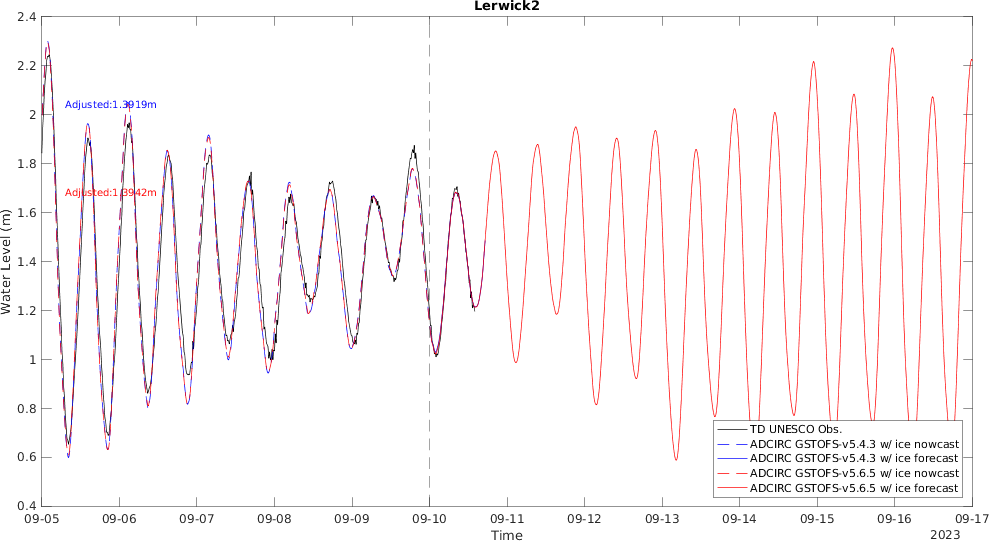 Lerwick2
2.4
2.2
2
1.8
1.6
1.4
1.2
1
0.8
0.6
0.4
Water Level (m)
Adjusted:1.3919m
Adjusted:1.3942m
TD UNESCO Obs.
ADCIRC GSTOFS-v5.4.3 w/ ice nowcast
ADCIRC GSTOFS-v5.4.3 w/ ice forecast
ADCIRC GSTOFS-v5.6.5 w/ ice nowcast
ADCIRC GSTOFS-v5.6.5 w/ ice forecast
09-05 09-06 09-07 09-08 09-09 09-10 09-11 09-12 09-13 09-14 09-15 09-16 09-17
Time
2023